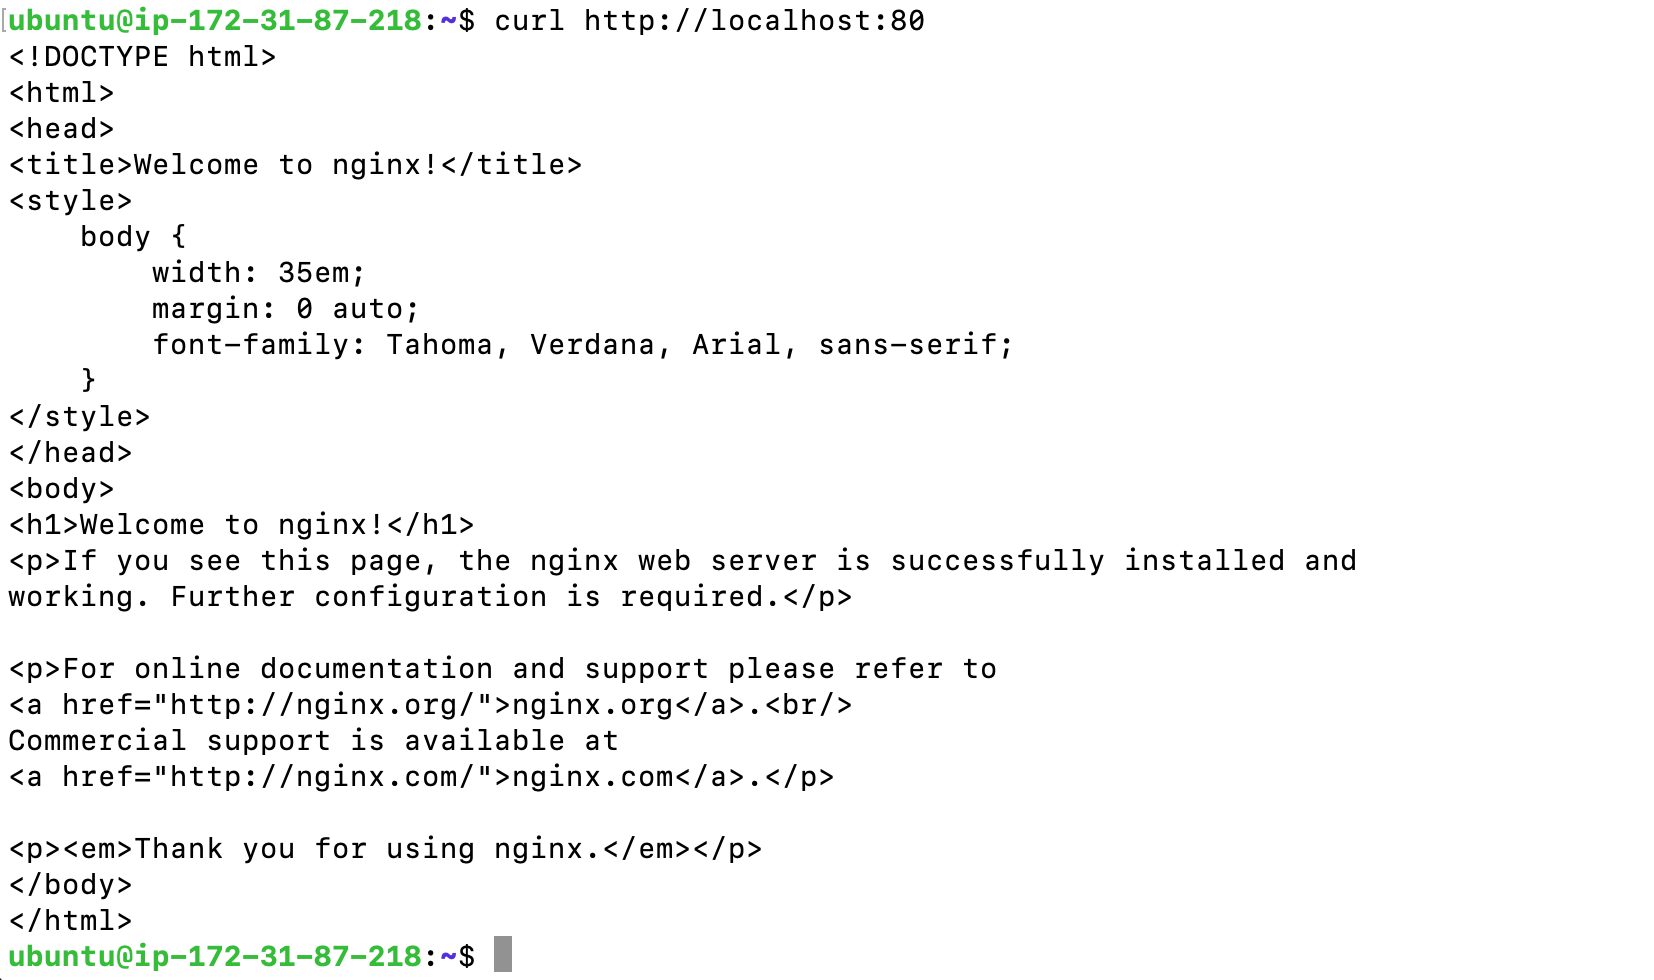 ubuntu@ip-172-31-87-218:~$ curl http://localhost:80
<!DOCTYPE html>
<html>
<head>
<title>Welcome to nginx!</title>
<style>
    body {
        width: 35em;
        margin: 0 auto;
        font-family: Tahoma, Verdana, Arial, sans-serif;
    }
</style>
</head>
<body>
<h1>Welcome to nginx!</h1>
<p>If you see this page, the nginx web server is successfully installed and
working. Further configuration is required.</p>

<p>For online documentation and support please refer to
<a href="http://nginx.org/">nginx.org</a>.<br/>
Commercial support is available at
<a href="http://nginx.com/">nginx.com</a>.</p>

<p><em>Thank you for using nginx.</em></p>
</body>
</html>
ubuntu@ip-172-31-87-218:~$